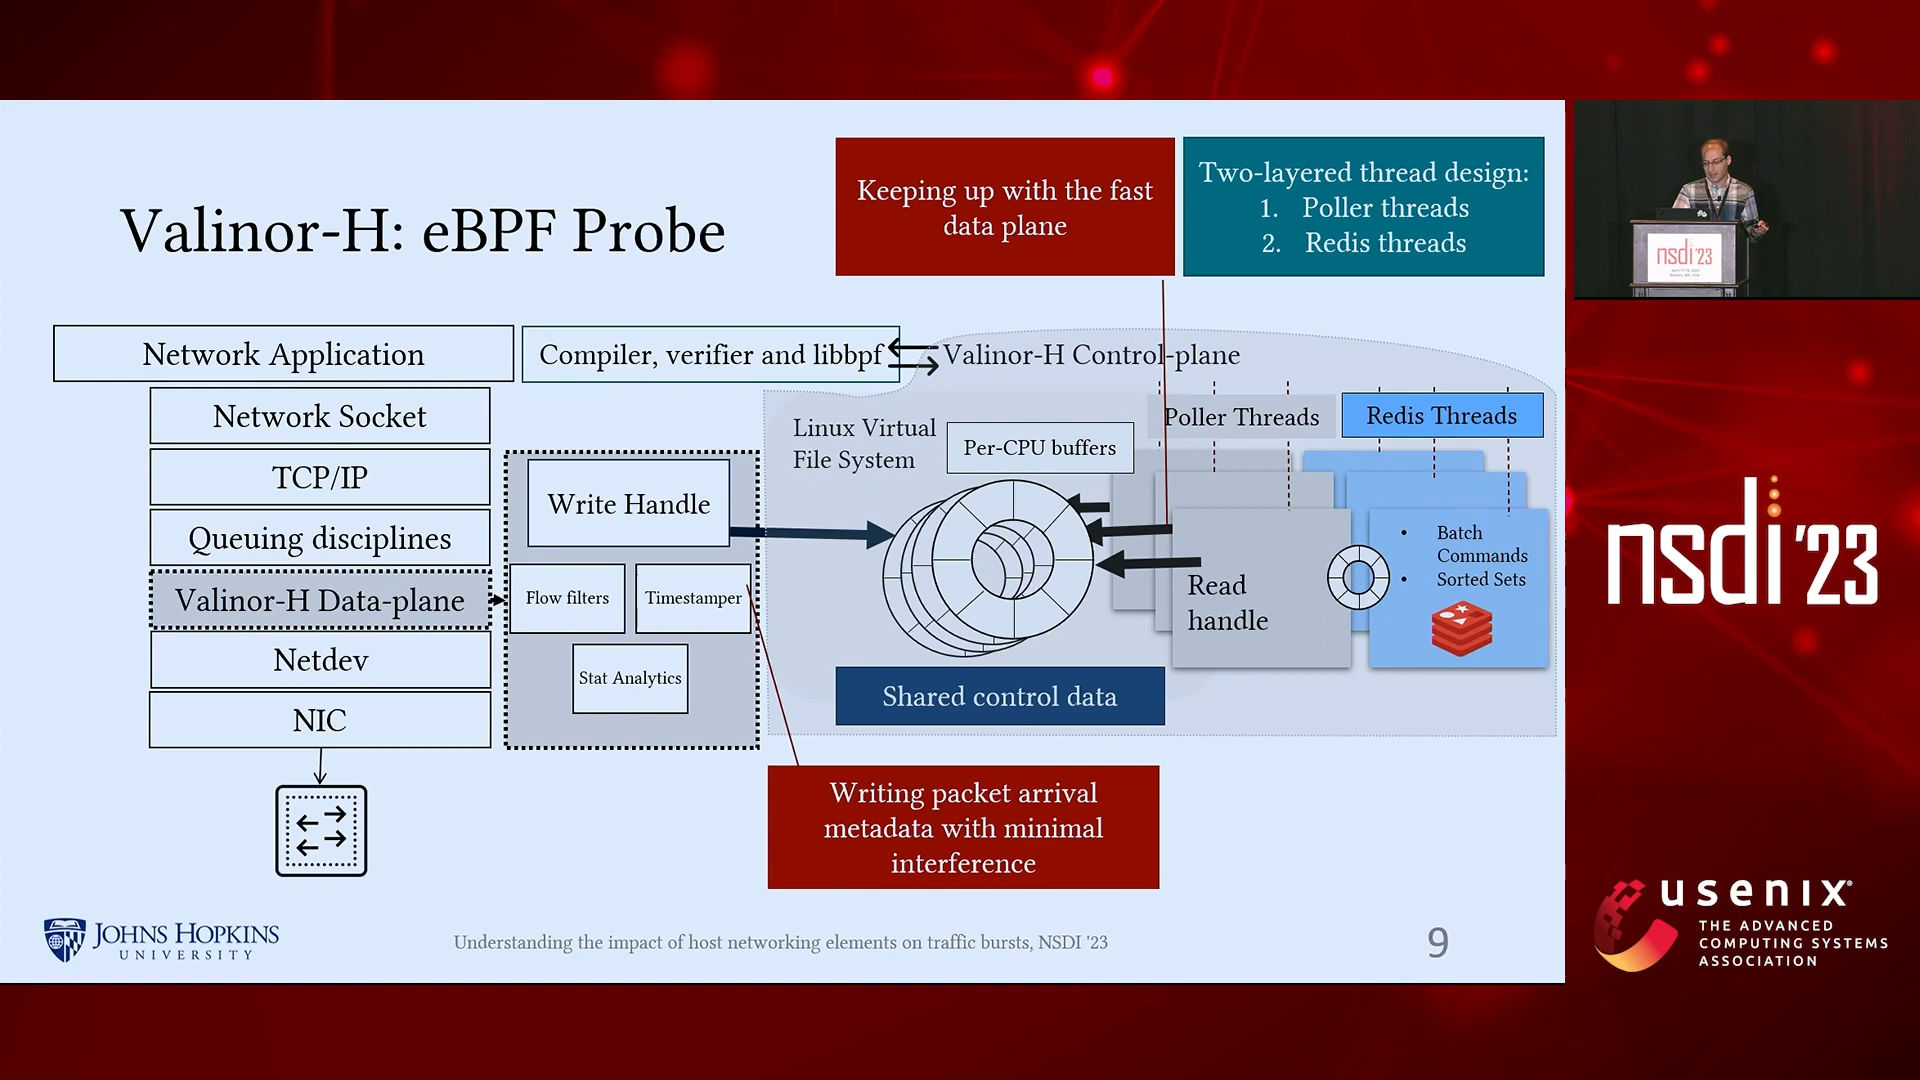 Keeping up with the fast
data plane
Two-layered thread design:
1. Poller threads
2. Redis threads
Valinor-H: eBPF Probe
Network Application
Compiler, verifier and libbpf
Valinor-H Control-plane
Network Socket
TCP/IP
Queuing disciplines
Valinor-H Data-plane
Netdev
NIC
Write Handle
Flow filters
Timestamper
Stat Analytics
Linux Virtual
File System
Per-CPU buffers
Poller Threads
Redis Threads
Read
handle
• Batch
Commands
• Sorted Sets
Shared control data
Writing packet arrival
metadata with minimal
interference
JOHNS HOPKINS
UNIVERSITY
Understanding the impact of host networking elements on traffic bursts, NSDI '23
9
nsdi '23
nsdi '23
usenix®
THE ADVANCED
COMPUTING SYSTEMS
ASSOCIATION